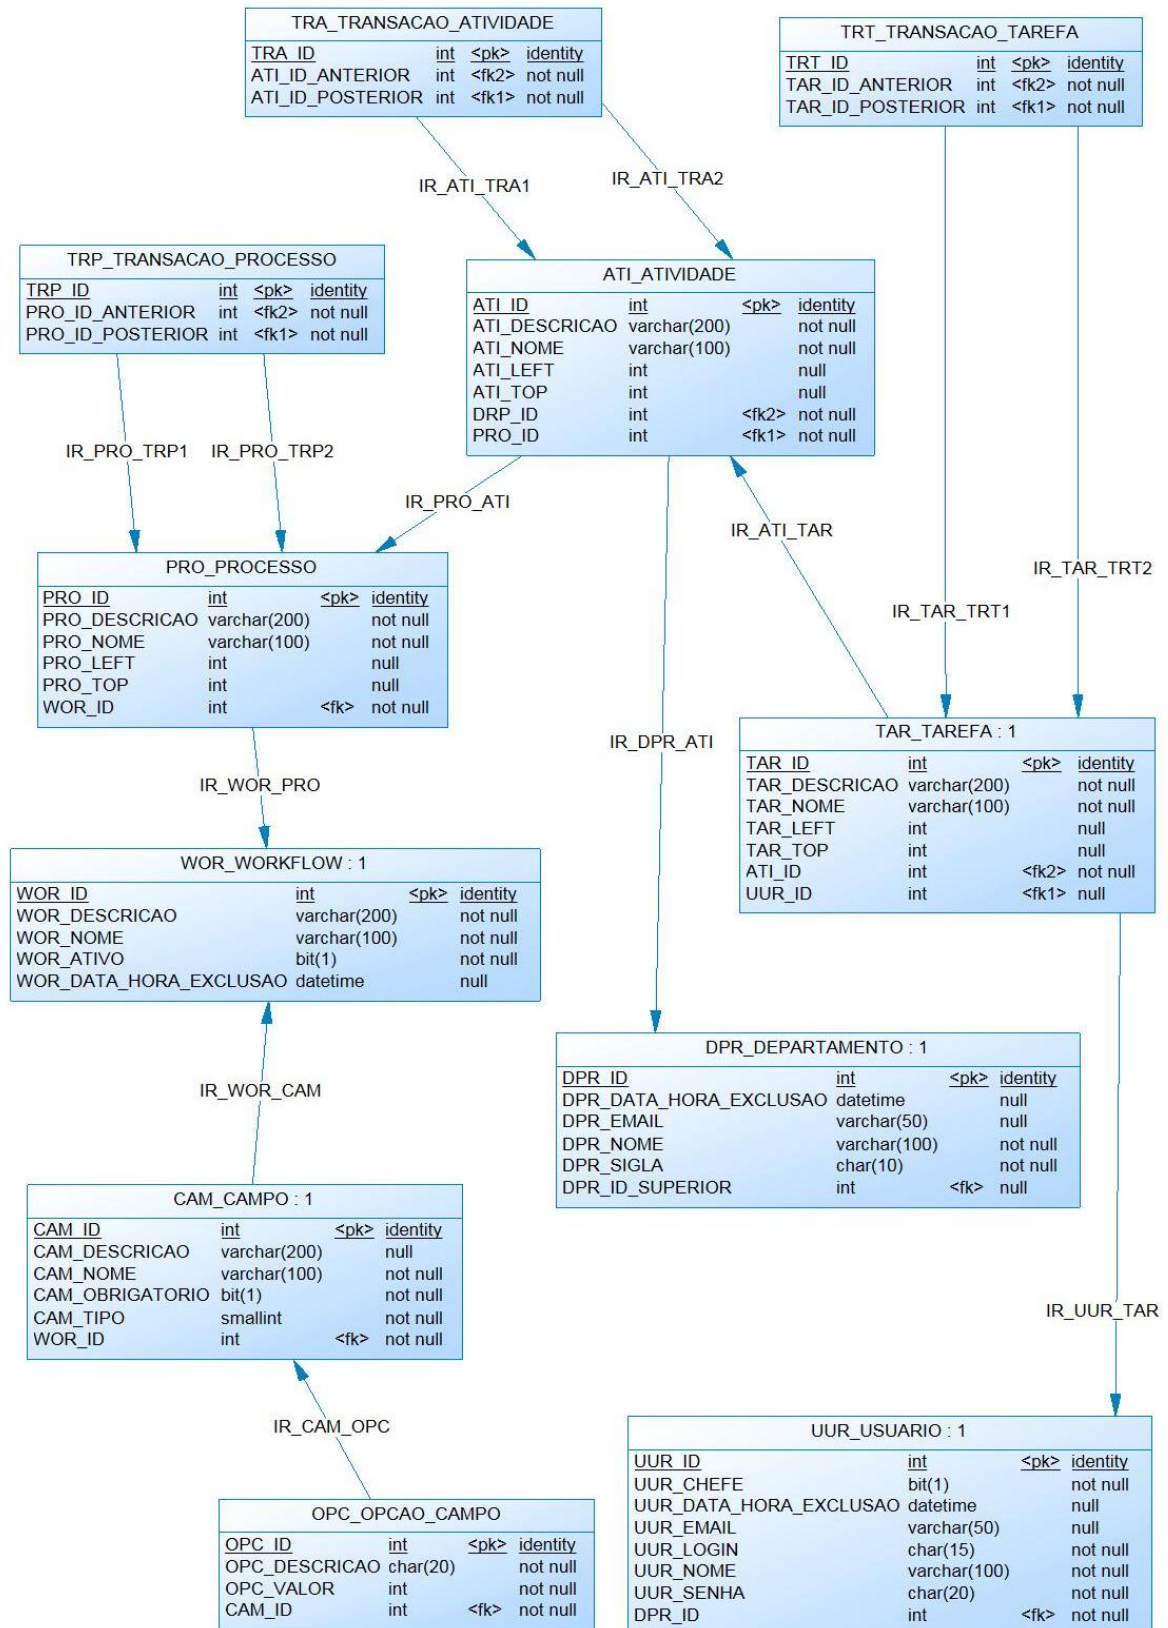 TRA_TRANSACAO_ATIVIDADE
TRA_ID int <pk> identity
ATI_ID_ANTERIOR int <fk2> not null
ATI_ID_POSTERIOR int <fk1> not null
TRT_TRANSACAO_TAREFA
TRT_ID int <pk> identity
TAR_ID_ANTERIOR int <fk2> not null
TAR_ID_POSTERIOR int <fk1> not null
IR_ATI_TRA1
IR_ATI_TRA2
TRP_TRANSACAO_PROCESSO
TRP_ID int <pk> identity
PRO_ID_ANTERIOR int <fk2> not null
PRO_ID_POSTERIOR int <fk1> not null
ATI_ATIVIDADE
ATI_ID int <pk> identity
ATI_DESCRICAO varchar(200) not null
ATI_NOME varchar(100) not null
ATI_LEFT int null
ATI_TOP int null
DRP_ID int <fk2> not null
PRO_ID int <fk1> not null
IR_PRO_TRP1
IR_PRO_TRP2
IR_PRO_ATI
IR_ATI_TAR
IR_TAR_TRT2
IR_TAR_TRT1
PRO_PROCESSO
PRO_ID int <pk> identity
PRO_DESCRICAO varchar(200) not null
PRO_NOME varchar(100) not null
PRO_LEFT int null
PRO_TOP int null
WOR_ID int <fk> not null
IR_DPR_ATI
TAR_TAREFA : 1
TAR_ID int <pk> identity
TAR_DESCRICAO varchar(200) not null
TAR_NOME varchar(100) not null
TAR_LEFT int null
TAR_TOP int null
ATI_ID int <fk2> not null
UUR_ID int <fk1> null
IR_WOR_PRO
WOR_WORKFLOW : 1
WOR_ID int <pk> identity
WOR_DESCRICAO varchar(200) not null
WOR_NOME varchar(100) not null
WOR_ATIVO bit(1) not null
WOR_DATA_HORA_EXCLUSAO datetime null
IR_WOR_CAM
DPR_DEPARTAMENTO : 1
DPR_ID int <pk> identity
DPR_DATA_HORA_EXCLUSAO datetime null
DPR_EMAIL varchar(50) null
DPR_NOME varchar(100) not null
DPR_SIGLA char(10) not null
DPR_ID_SUPERIOR int <fk> null
CAM_CAMPO : 1
CAM_ID int <pk> identity
CAM_DESCRICAO varchar(200) null
CAM_NOME varchar(100) not null
CAM_OBRIGATORIO bit(1) not null
CAM_TIPO smallint not null
WOR_ID int <fk> not null
IR_UUR_TAR
IR_CAM_OPC
OPC_OPCAO_CAMPO
OPC_ID int <pk> identity
OPC_DESCRICAO char(20) not null
OPC_VALOR int not null
CAM_ID int <fk> not null
UUR_USUARIO : 1
UUR_ID int <pk> identity
UUR_CHEFE bit(1) not null
UUR_DATA_HORA_EXCLUSAO datetime null
UUR_EMAIL varchar(50) null
UUR_LOGIN char(15) not null
UUR_NOME varchar(100) not null
UUR_SENHA char(20) not null
DPR_ID int <fk> not null